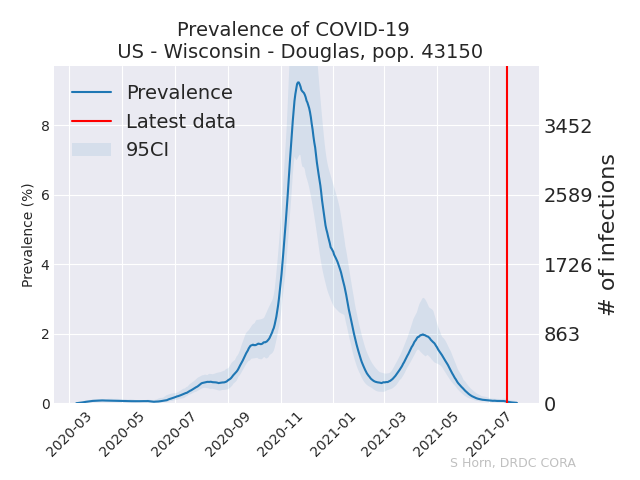 Prevalence of COVID-19
US - Wisconsin - Douglas, pop. 43150
Prevalence
Latest data
95CI
Prevalence (%)
8
6
4
2
0
3452
2589
1726
863
0
# of infections
2020-03
2020-05
2020-07
2020-09
2020-11
2021-01
2021-03
2021-05
2021-07
S Horn, DRDC CORA